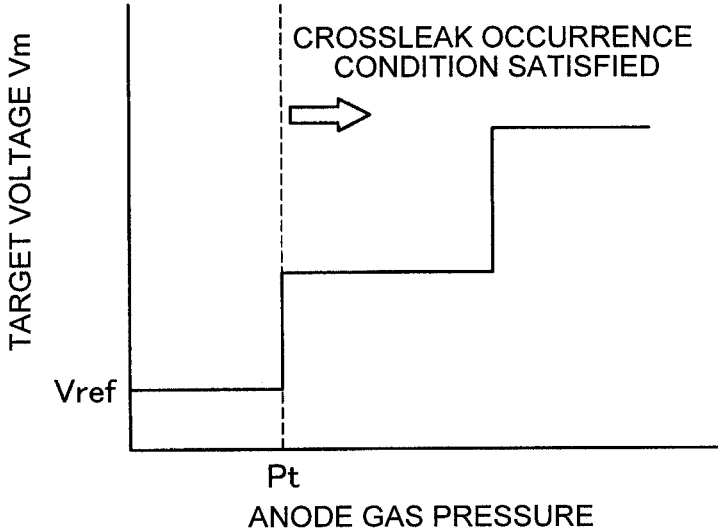 CROSSLEAK OCCURRENCE
CONDITION SATISFIED
TARGET VOLTAGE Vm
Vref
Pt
ANODE GAS PRESSURE